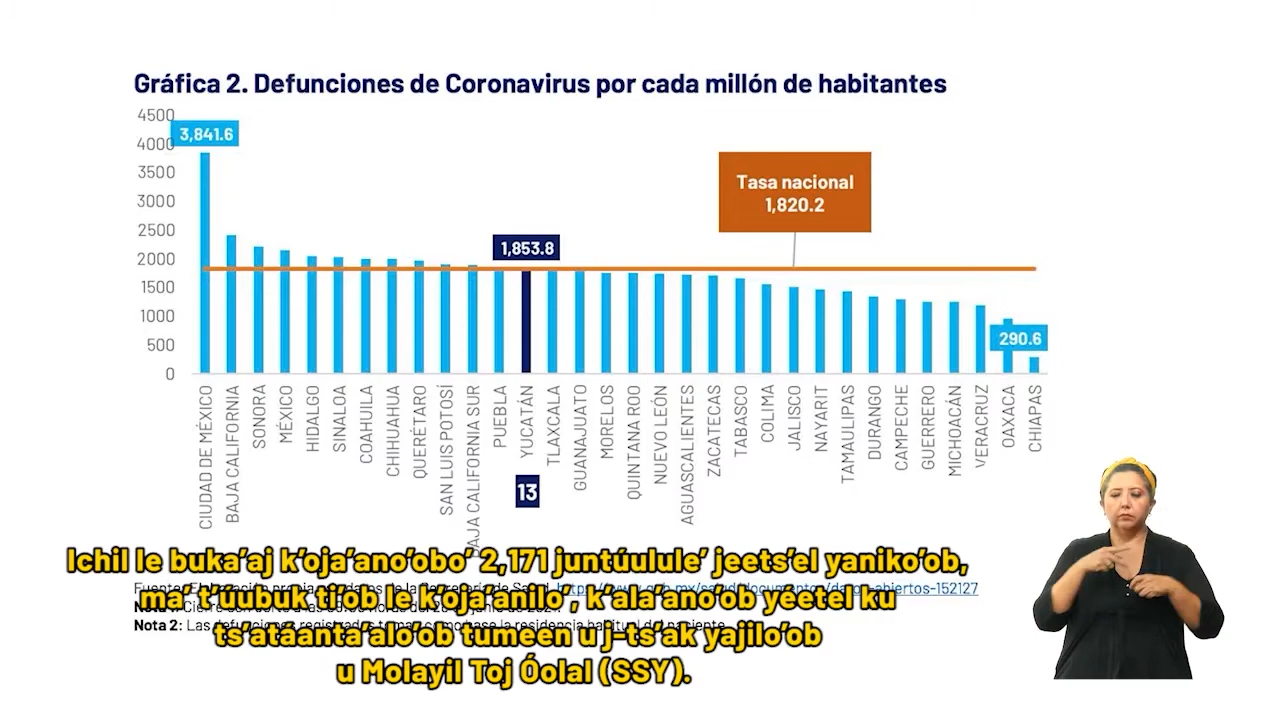 Gráfica 2. Defunciones de Coronavirus por cada millón de habitantes
4500
4000
3500
3000
2500
2000
1500
1000
500
0
3,841.6
1,853.8
Tasa nacional
1,820.2
290.6
CIUDAD DE MÉXICO
BAJA CALIFORNIA
SONORA
MÉXICO
HIDALGO
SINALOA
COAHUILA
CHIHUAHUA
QUERÉTARO
SAN LUIS POTOSÍ
AJA CALIFORNIA SUR
PUEBLA
YUCATÁN
TLAXCALA
GUANAJUATO
MORELOS
QUINTANA ROO
NUEVO LEÓN
AGUASCALIENTES
ZACATECAS
TABASCO
COLIMA
JALISCO
NAYARIT
TAMAULIPAS
DURANGO
CAMPECHE
GUERRERO
MICHOACÁN
VERACRUZ
OAXACA
CHIAPAS
13
Ichil le buka'aj k'oja'ano'obo' 2,171 juntúulule' jeets'el yaniko'ob,
ma' t'úubuk ti'ob le k'oja'anilo', k'ala'ano'ob yéetel ku
ts'atáanta'alo'ob tumeen u j-ts'ak yajilo'ob
u Molayil Toj Óolal (SSY).
Nota 2: Las